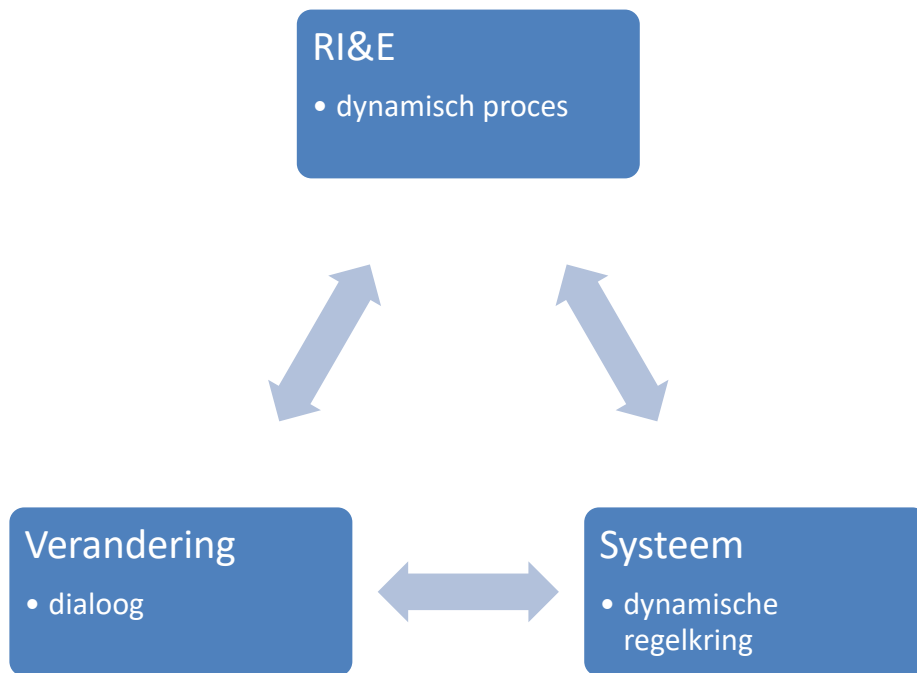 RI&E
• dynamisch proces
Verandering
• dialoog
Systeem
• dynamische
regelkring